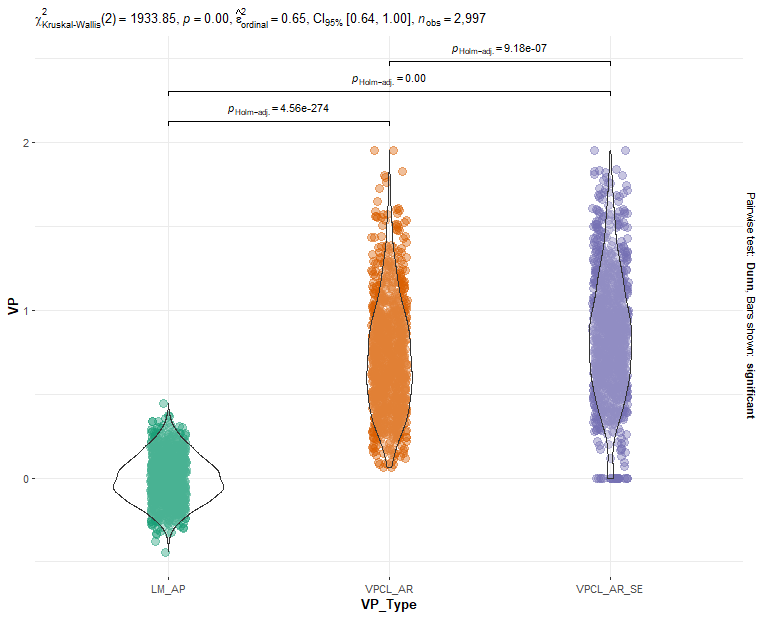 χ²Kruskal−Wallis(2) = 1933.85, p = 0.00, ε̂²ordinal = 0.65, CI95% [0.64, 1.00], nobs = 2,997
pHolm−adj. = 9.18e-07
pHolm−adj. = 0.00
pHolm−adj. = 4.56e-274
2
1
0
VP
LM_AP
VPCL_AR
VPCL_AR_SE
VP_Type
Pairwise test: Dunn, Bars shown: significant